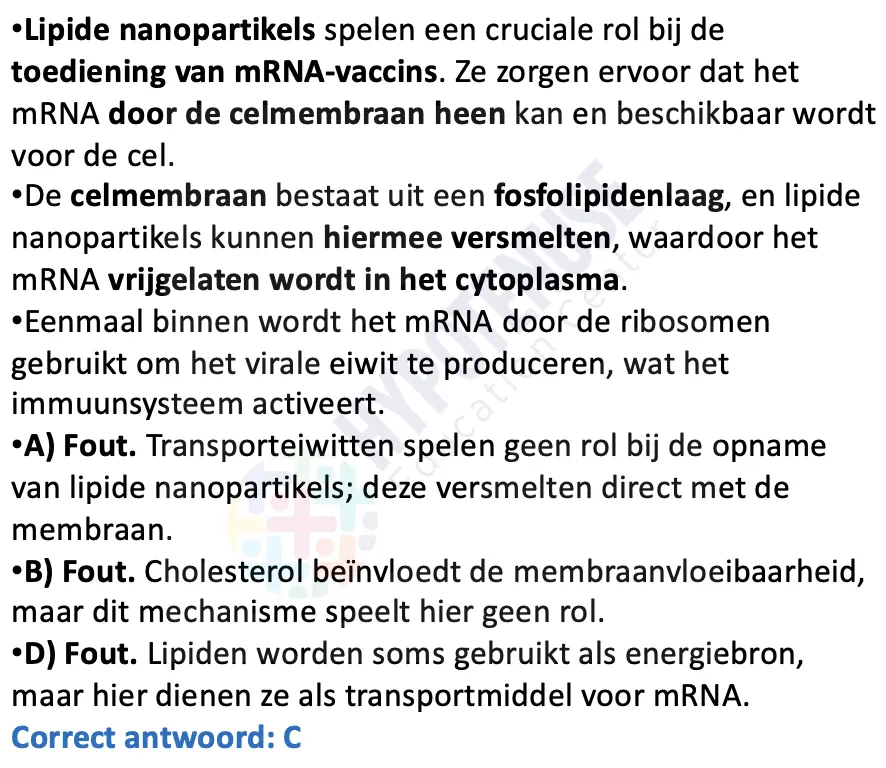 •Lipide nanopartikels spelen een cruciale rol bij de
toediening van mRNA-vaccins. Ze zorgen ervoor dat het
mRNA door de celmembraan heen kan en beschikbaar wordt
voor de cel.
•De celmembraan bestaat uit een fosfolipidenlaag, en lipide
nanopartikels kunnen hiermee versmelten, waardoor het
mRNA vrijgelaten wordt in het cytoplasma.
•Eenmaal binnen wordt het mRNA door de ribosomen
gebruikt om het virale eiwit te produceren, wat het
immuunsysteem activeert.
•A) Fout. Transporteiwitten spelen geen rol bij de opname
van lipide nanopartikels; deze versmelten direct met de
membraan.
•B) Fout. Cholesterol beïnvloedt de membraanvloeibaarheid,
maar dit mechanisme speelt hier geen rol.
•D) Fout. Lipiden worden soms gebruikt als energiebron,
maar hier dienen ze als transportmiddel voor mRNA.
Correct antwoord: C
HYPOTENUSE
Education Center